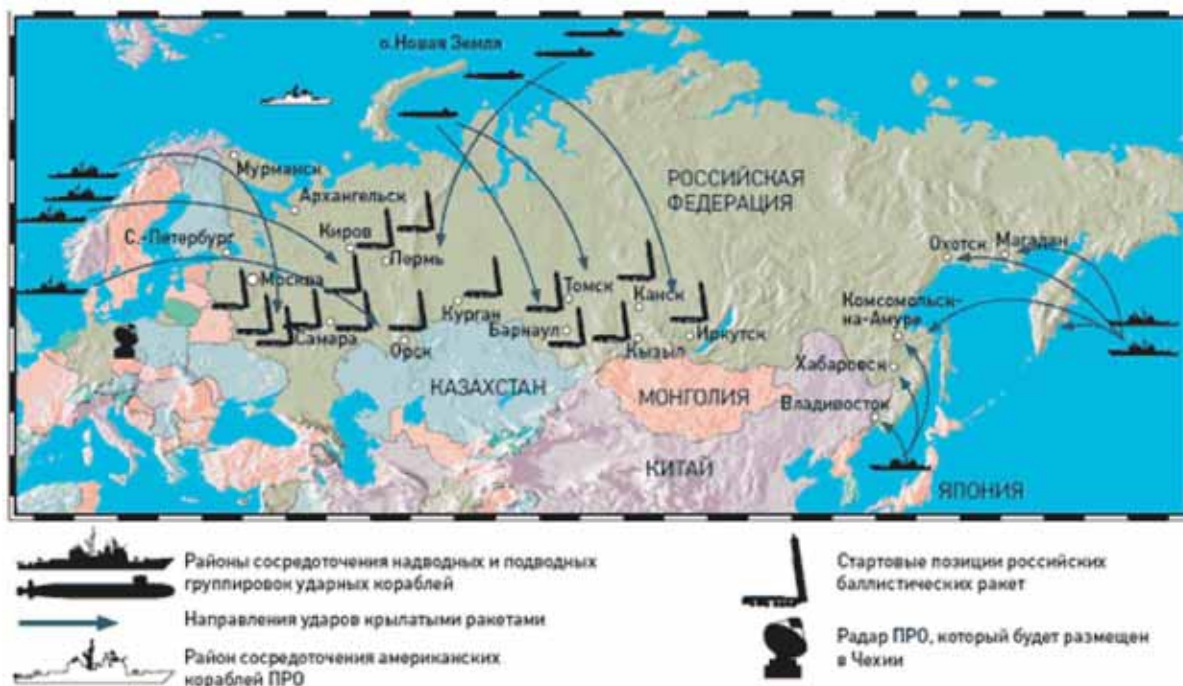 о.Новая Земля
Мурманск
РОССИЙСКАЯ
ФЕДЕРАЦИЯ
Архангельск
С.-Петербург
Киров
Пермь
Охотск
Магадан
Москва
Томск
Канск
Комсомольск-
на-Амуре
Курган
Барнаул
Иркутск
Самара
Орск
Кызыл
Хабаровск
КАЗАХСТАН
МОНГОЛИЯ
Владивосток
КИТАЙ
ЯПОНИЯ
Районы сосредоточения надводных и подводных
группировок ударных кораблей
Направления ударов крылатыми ракетами
Район сосредоточения американских
кораблей ПРО
Стартовые позиции российских
баллистических ракет
Радар ПРО, который будет размещен
в Чехии